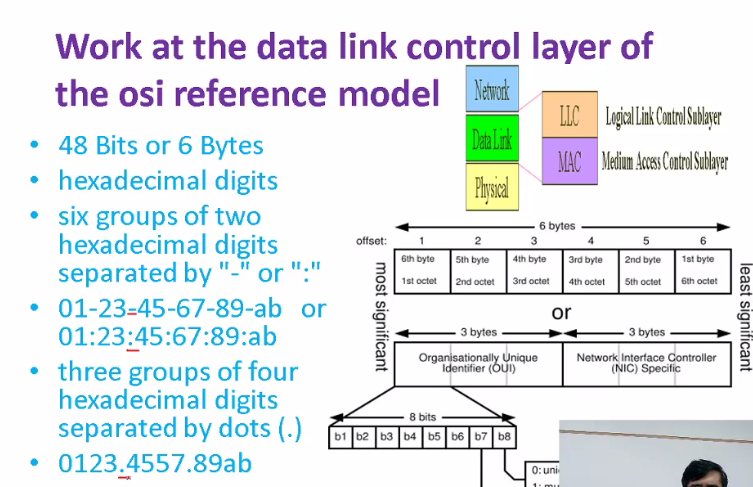 Work at the data link control layer of
the osi reference model
• 48 Bits or 6 Bytes
• hexadecimal digits
• six groups of two
hexadecimal digits
separated by "-" or ":"
• 01-23-45-67-89-ab or
01:23:45:67:89:ab
• three groups of four
hexadecimal digits
separated by dots (.)
• 0123.4557.89ab
Network
Data Link
Physical
LLC
MAC
Logical Link Control Sublayer
Medium Access Control Sublayer
6 bytes
offset: 1 2 3 4 5 6
6th byte 5th byte 4th byte 3rd byte 2nd byte 1st byte
1st octet 2nd octet 3rd octet 4th octet 5th octet 6th octet
most significant
least significant
or
3 bytes 3 bytes
Organisationally Unique Network Interface Controller
Identifier (OUI) (NIC) Specific
8 bits
b1 b2 b3 b4 b5 b6 b7 b8
0: uni